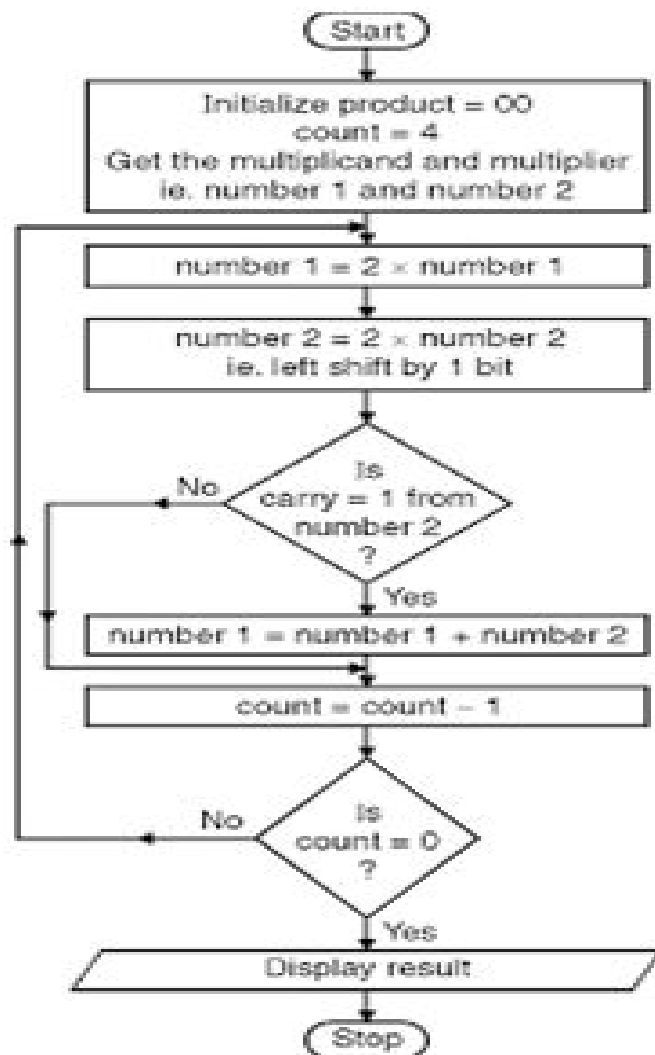 Start
Initialize product = 00
count = 4
Get the multiplicand and multiplier
ie. number 1 and number 2
number 1 = 2 × number 1
number 2 = 2 × number 2
ie. left shift by 1 bit
Is
carry = 1 from
number 2
?
No
Yes
number 1 = number 1 + number 2
count = count – 1
Is
count = 0
?
No
Yes
Display result
Stop